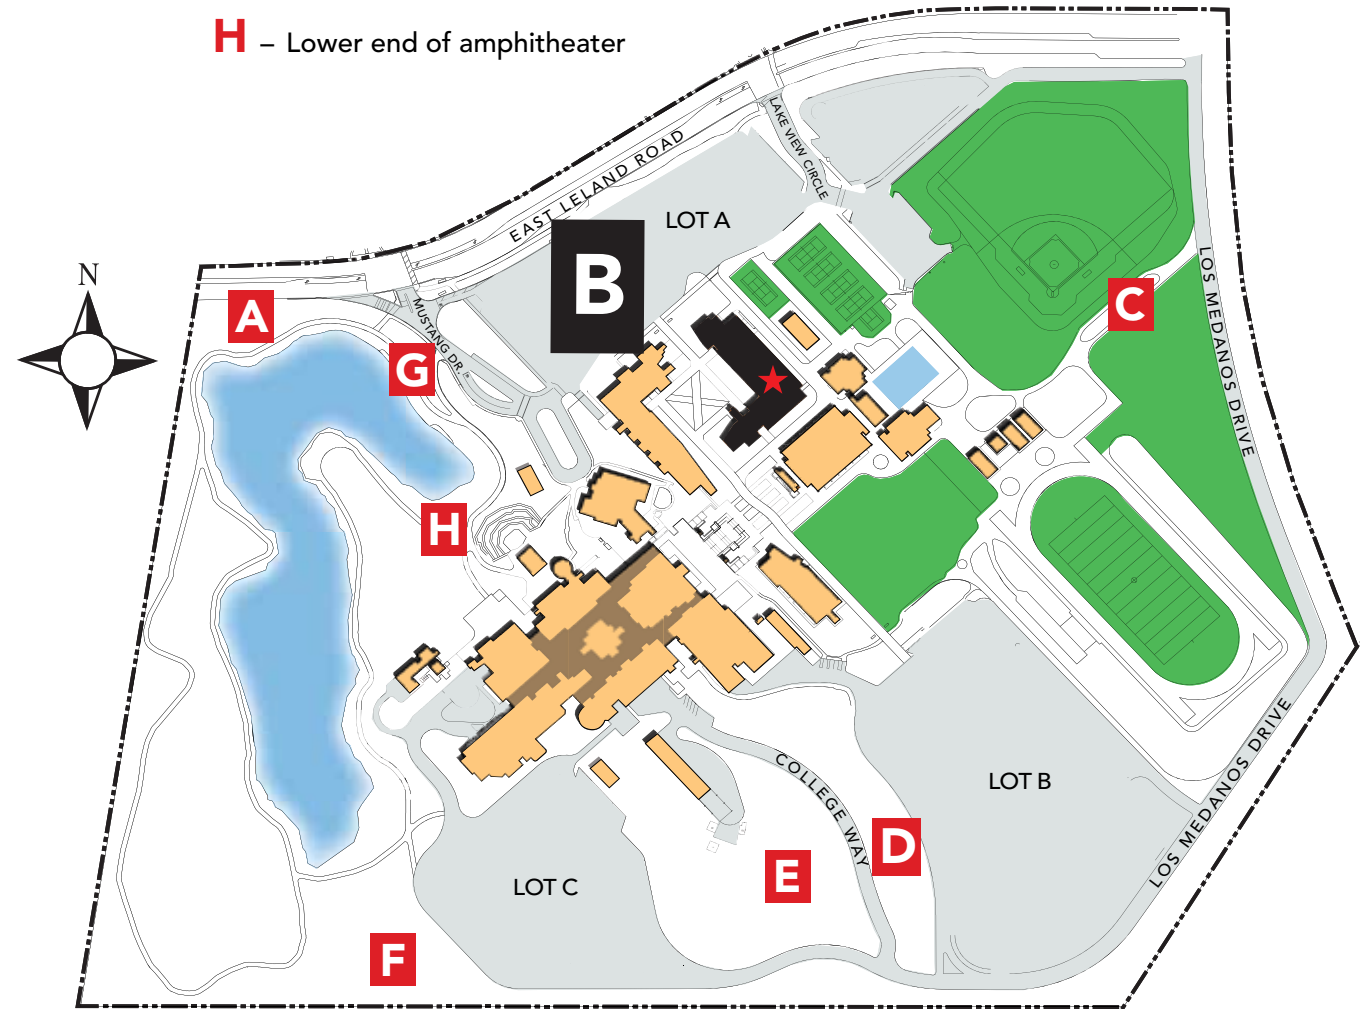 H – Lower end of amphitheater
LAKE VIEW CIRCLE
EAST LELAND ROAD
LOT A
N
B
A
C
LOS MEDANOS DRIVE
MUSTANG DR.
G
H
COLLEGE WAY
LOT B
LOS MEDANOS DRIVE
D
E
LOT C
F